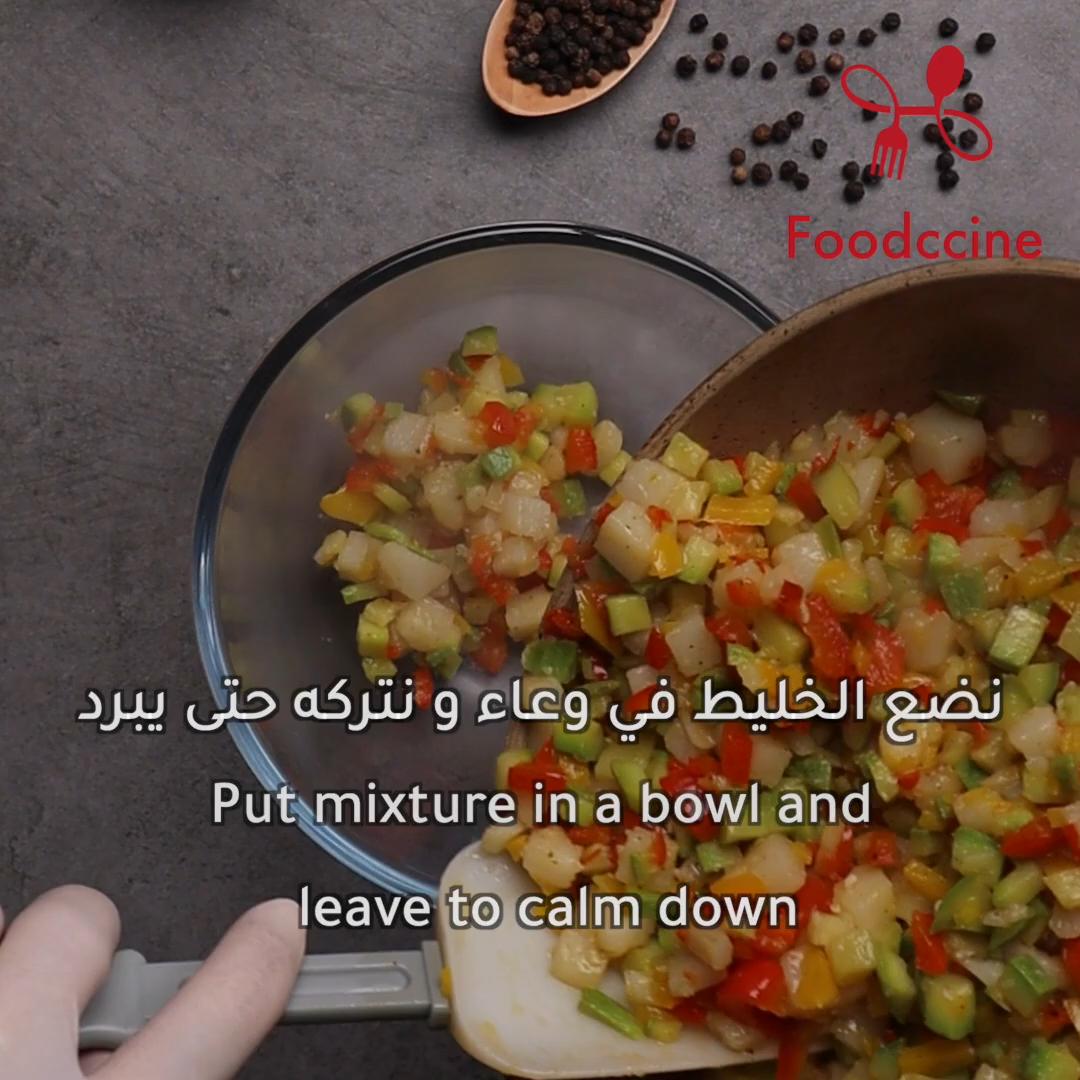 Foodccine
نضع الخليط في وعاء و نتركه حتى يبرد
Put mixture in a bowl and
leave to calm down